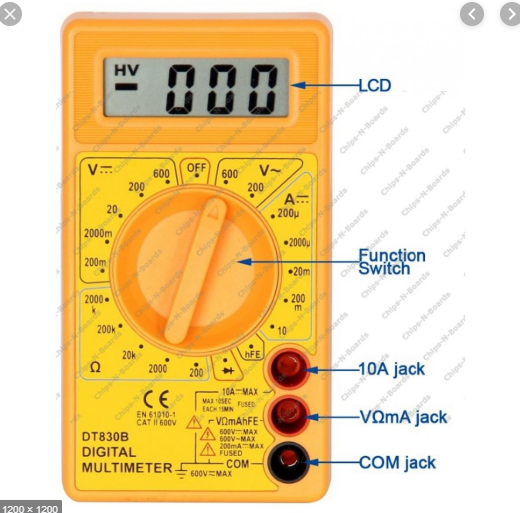 HV
000
LCD
V⎓
600
OFF
600
V~
200
200
A⎓
20
200µ
2000m
2000µ
Function
Switch
200m
20m
2000
k
200
m
200k
10
20k
hFE
Ω
2000
200
10A jack
CE
10A⎓MAX
MAX 10SEC
EACH 15MIN
FUSED
EN 61010-1
CAT II 600V
VΩmAhFE
VΩmA jack
600V⎓MAX
600V~MAX
200mA⎓MAX
FUSED
DT830B
DIGITAL
MULTIMETER
COM
COM jack
600V⎓MAX
Chips-N-Boards
1200 × 1200